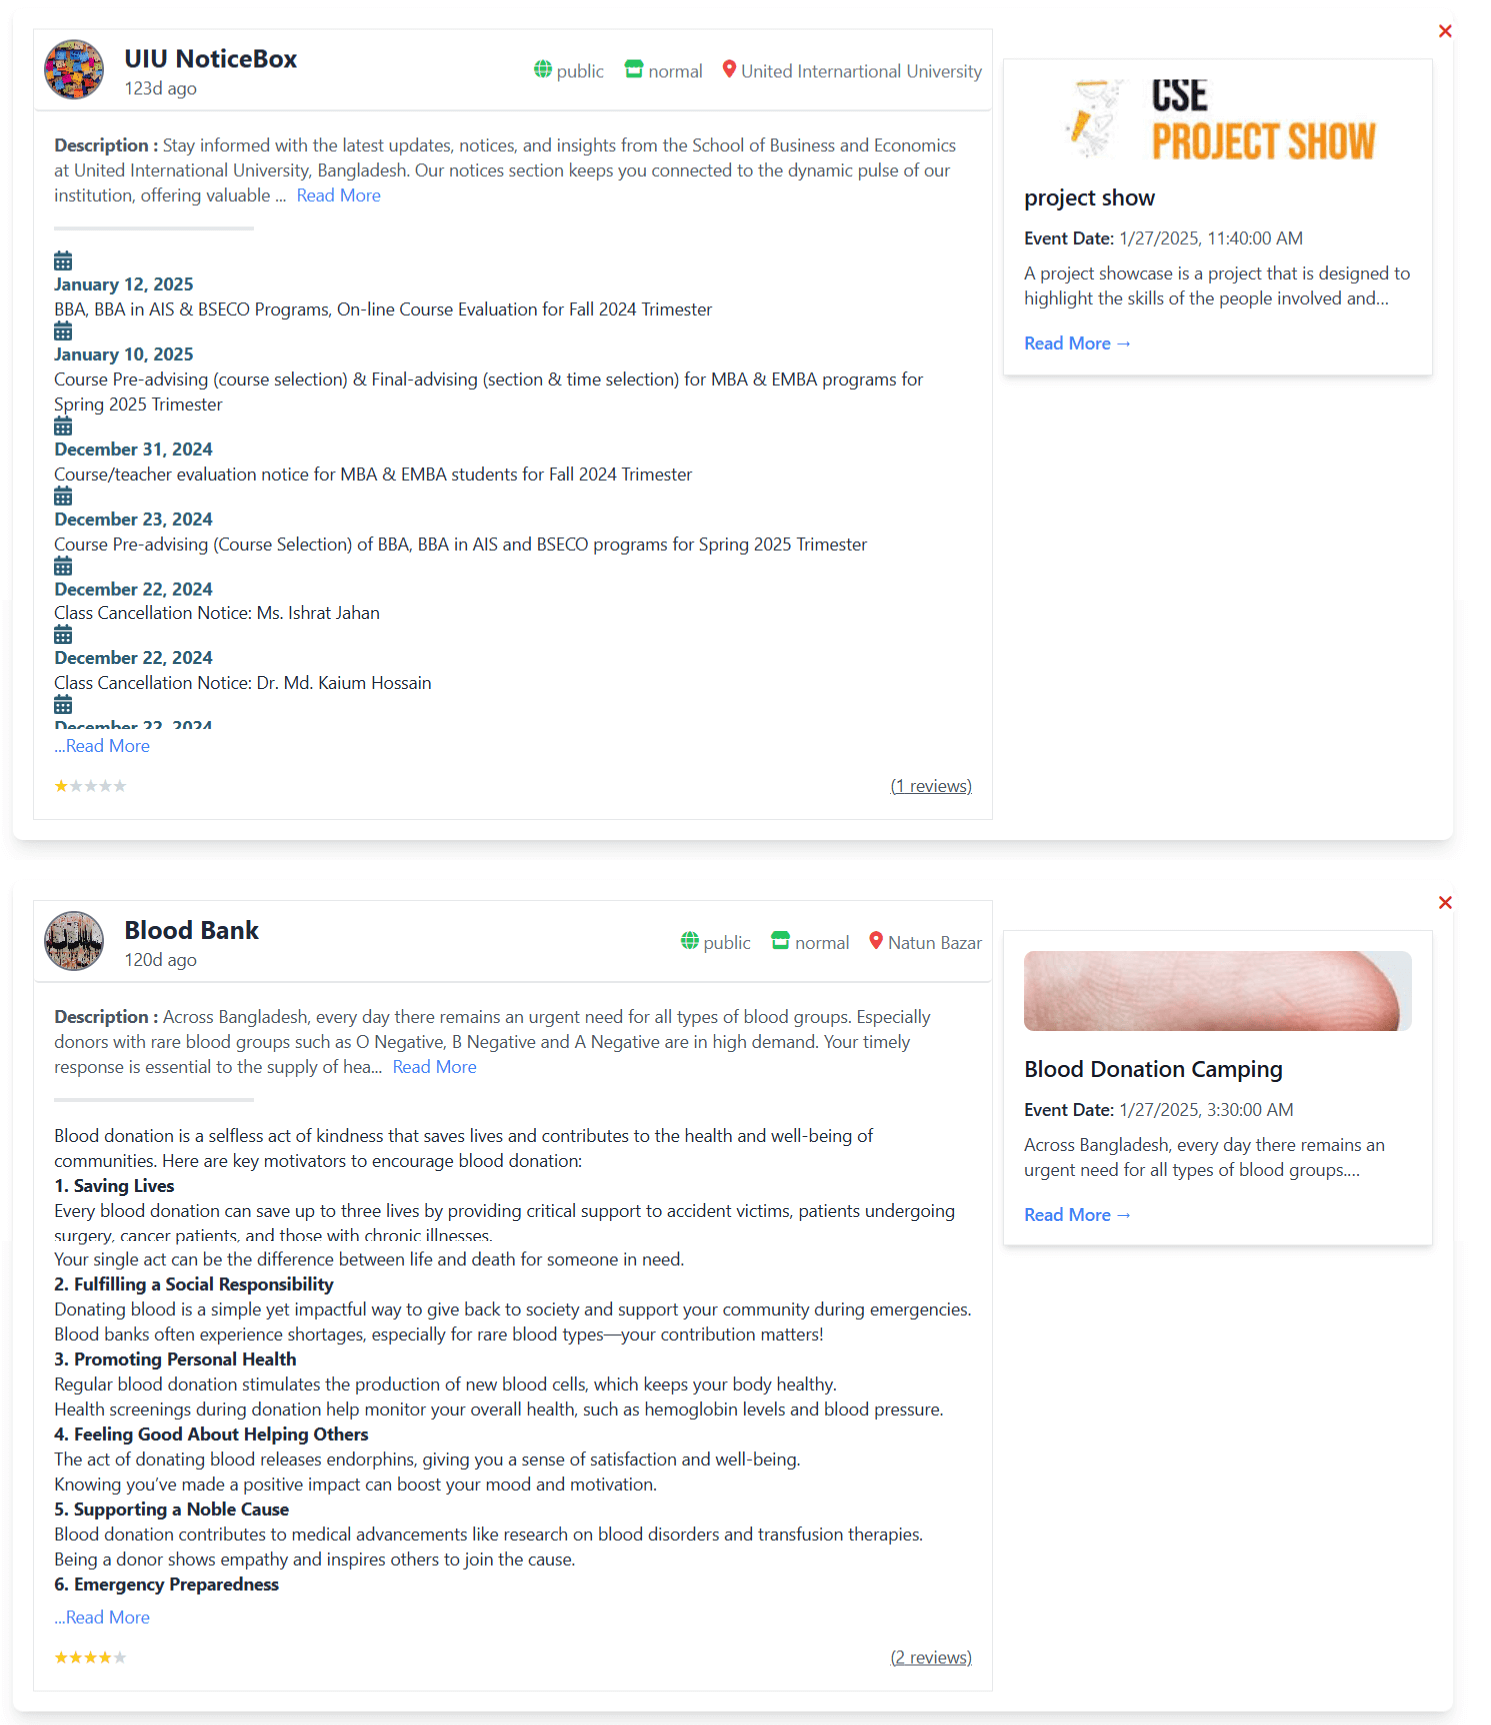 UIU NoticeBox
123d ago
public normal United Internartional University
Description : Stay informed with the latest updates, notices, and insights from the School of Business and Economics
at United International University, Bangladesh. Our notices section keeps you connected to the dynamic pulse of our
institution, offering valuable ... Read More
January 12, 2025
BBA, BBA in AIS & BSECO Programs, On-line Course Evaluation for Fall 2024 Trimester
January 10, 2025
Course Pre-advising (course selection) & Final-advising (section & time selection) for MBA & EMBA programs for
Spring 2025 Trimester
December 31, 2024
Course/teacher evaluation notice for MBA & EMBA students for Fall 2024 Trimester
December 23, 2024
Course Pre-advising (Course Selection) of BBA, BBA in AIS and BSECO programs for Spring 2025 Trimester
December 22, 2024
Class Cancellation Notice: Ms. Ishrat Jahan
December 22, 2024
Class Cancellation Notice: Dr. Md. Kaium Hossain
December 22, 2024
...Read More
(1 reviews)
CSE
PROJECT SHOW
project show
Event Date: 1/27/2025, 11:40:00 AM
A project showcase is a project that is designed to
highlight the skills of the people involved and...
Read More →
Blood Bank
120d ago
public normal Natun Bazar
Description : Across Bangladesh, every day there remains an urgent need for all types of blood groups. Especially
donors with rare blood groups such as O Negative, B Negative and A Negative are in high demand. Your timely
response is essential to the supply of hea... Read More
Blood donation is a selfless act of kindness that saves lives and contributes to the health and well-being of
communities. Here are key motivators to encourage blood donation:
1. Saving Lives
Every blood donation can save up to three lives by providing critical support to accident victims, patients undergoing
surgery, cancer patients, and those with chronic illnesses.
Your single act can be the difference between life and death for someone in need.
2. Fulfilling a Social Responsibility
Donating blood is a simple yet impactful way to give back to society and support your community during emergencies.
Blood banks often experience shortages, especially for rare blood types—your contribution matters!
3. Promoting Personal Health
Regular blood donation stimulates the production of new blood cells, which keeps your body healthy.
Health screenings during donation help monitor your overall health, such as hemoglobin levels and blood pressure.
4. Feeling Good About Helping Others
The act of donating blood releases endorphins, giving you a sense of satisfaction and well-being.
Knowing you’ve made a positive impact can boost your mood and motivation.
5. Supporting a Noble Cause
Blood donation contributes to medical advancements like research on blood disorders and transfusion therapies.
Being a donor shows empathy and inspires others to join the cause.
6. Emergency Preparedness
...Read More
(2 reviews)
Blood Donation Camping
Event Date: 1/27/2025, 3:30:00 AM
Across Bangladesh, every day there remains an
urgent need for all types of blood groups....
Read More →